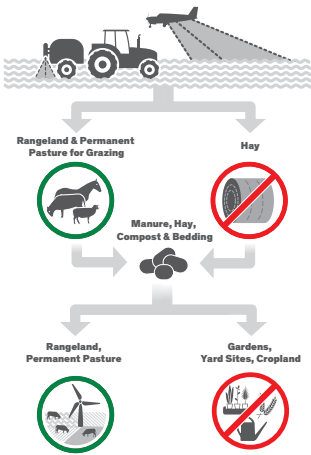 Rangeland & Permanent
Pasture for Grazing
Hay
Manure, Hay,
Compost & Bedding
Rangeland,
Permanent Pasture
Gardens,
Yard Sites, Cropland